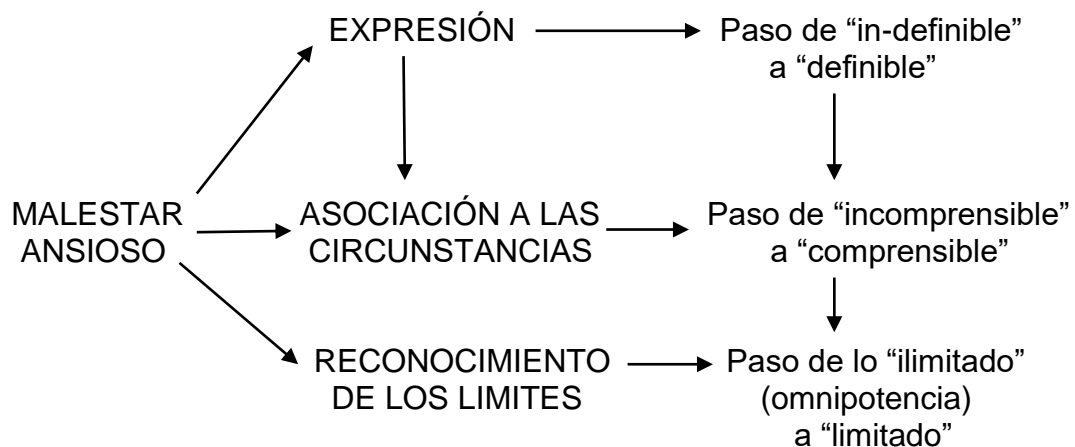 EXPRESIÓN
Paso de “in-definible”
a “definible”
MALESTAR
ANSIOSO
ASOCIACIÓN A LAS
CIRCUNSTANCIAS
Paso de “incomprensible”
a “comprensible”
RECONOCIMIENTO
DE LOS LIMITES
Paso de lo “ilimitado”
(omnipotencia)
a “limitado”